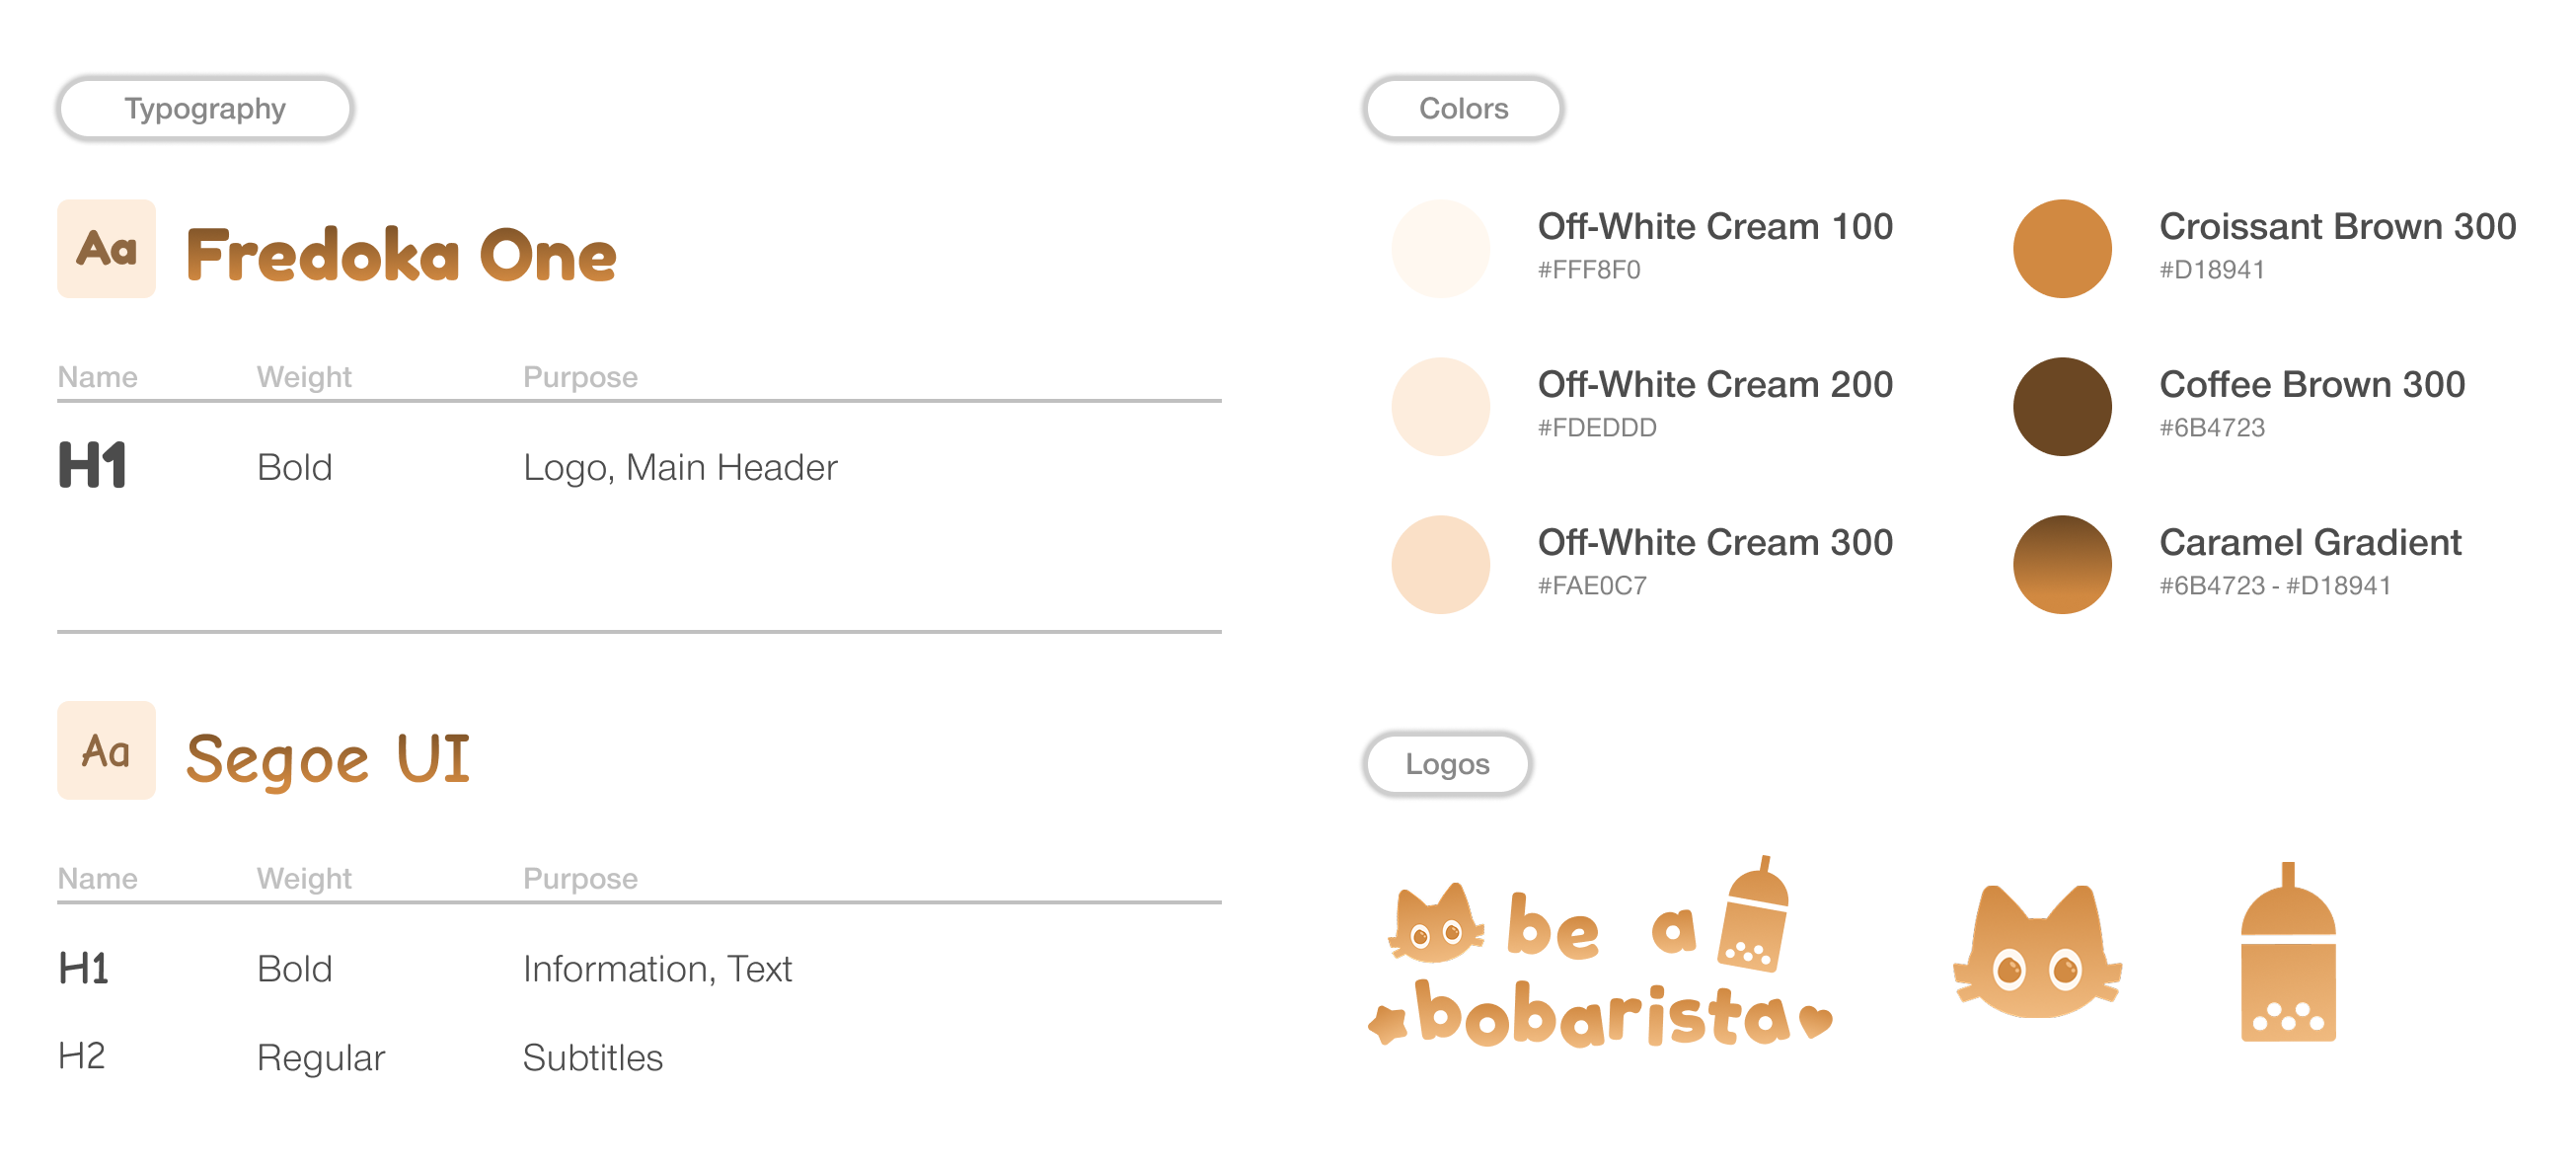 Typography
Aa Fredoka One
Name Weight Purpose
H1 Bold Logo, Main Header
Aa Segoe UI
Name Weight Purpose
H1 Bold Information, Text
H2 Regular Subtitles
Colors
Off-White Cream 100
#FFF8F0
Croissant Brown 300
#D18941
Off-White Cream 200
#FDEDDD
Coffee Brown 300
#6B4723
Off-White Cream 300
#FAE0C7
Caramel Gradient
#6B4723 - #D18941
Logos
be a
bobarista